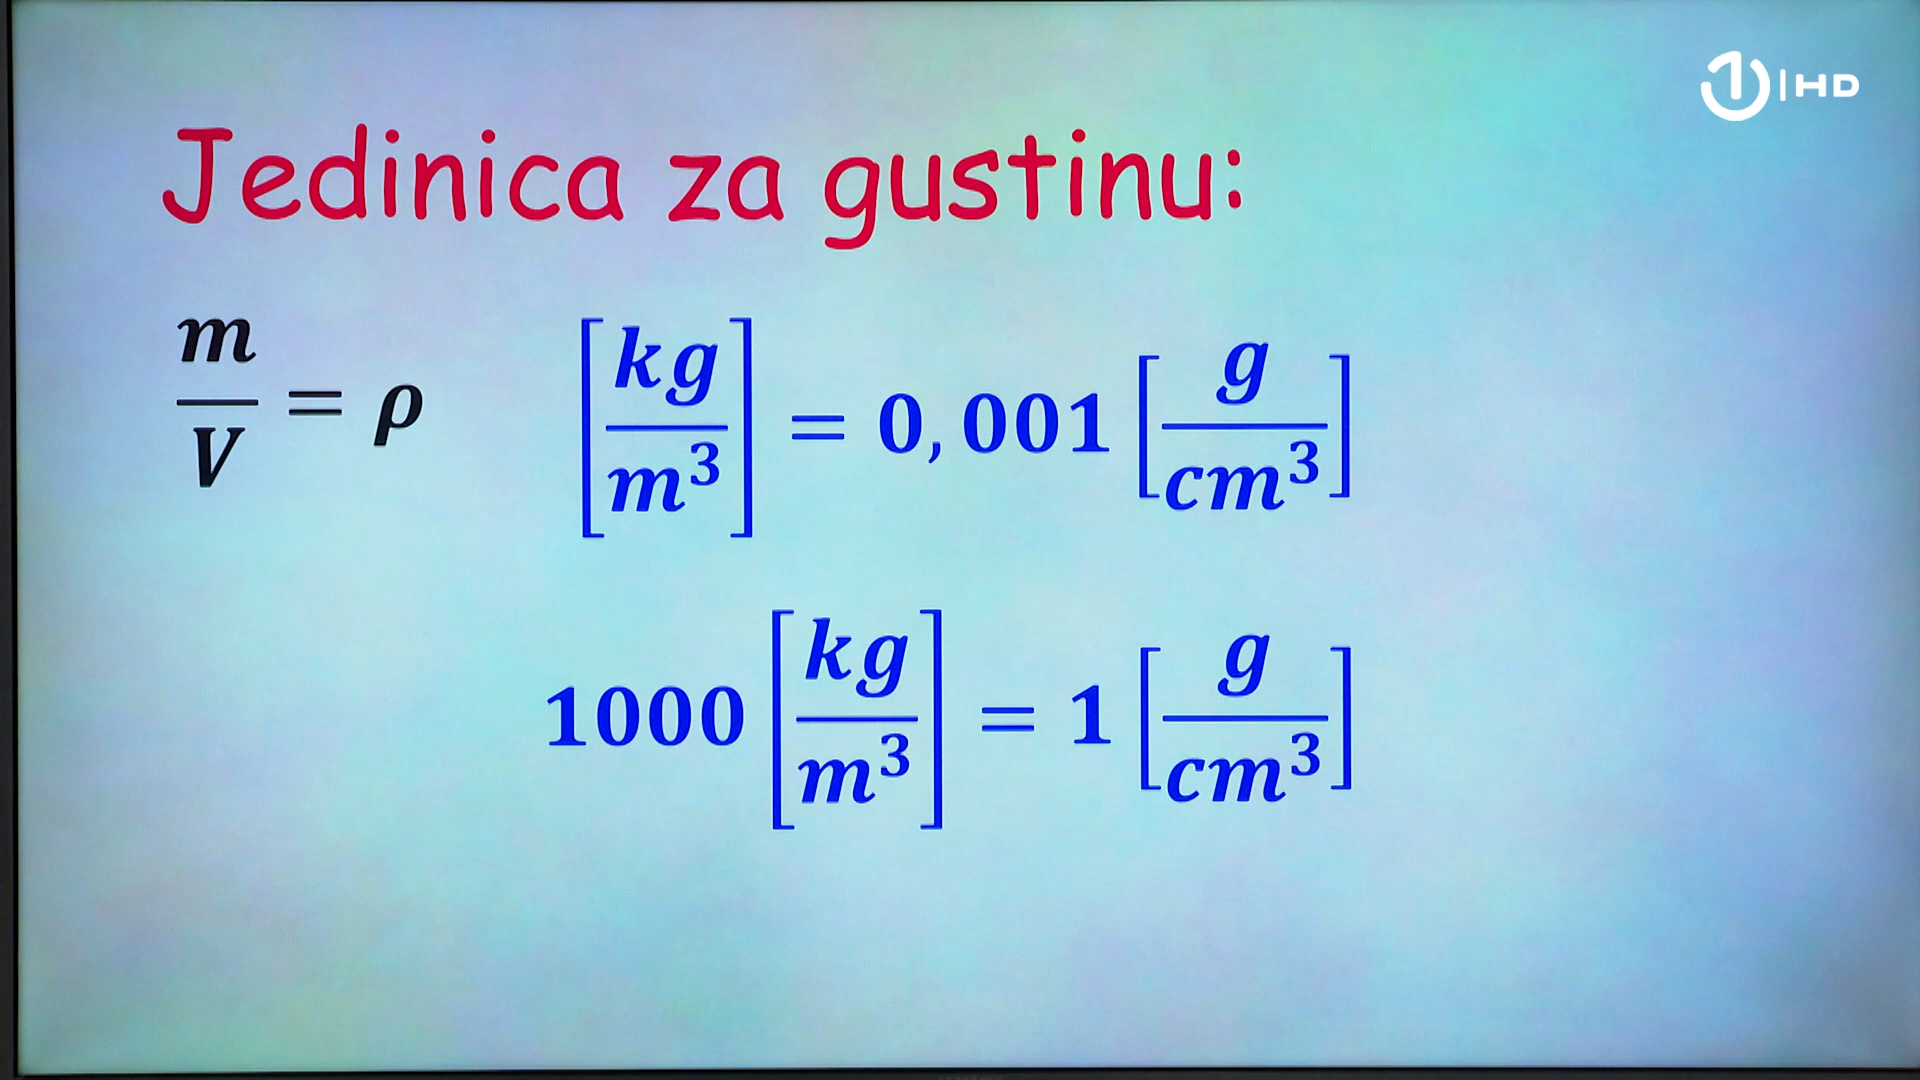 1 | HD
Jedinica za gustinu:
m/V = ρ
[kg/m³] = 0,001 [g/cm³]
1000 [kg/m³] = 1 [g/cm³]